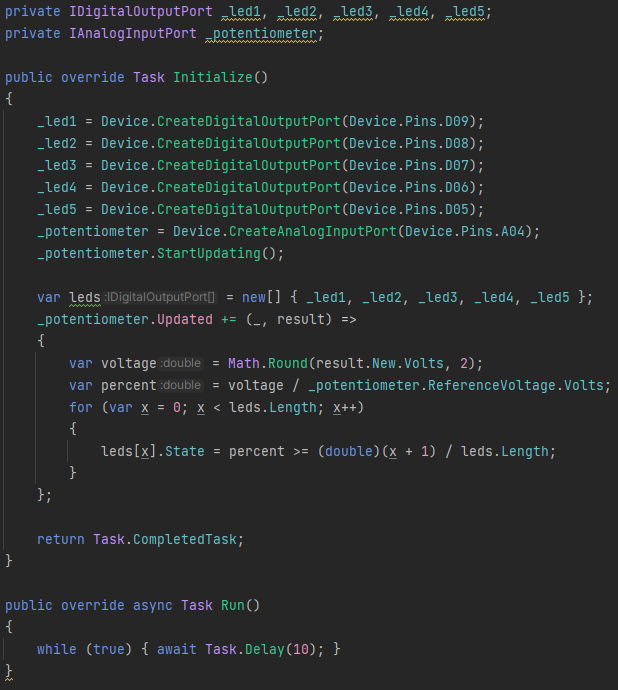 private IDigitalOutputPort _led1, _led2, _led3, _led4, _led5;
private IAnalogInputPort _potentiometer;

public override Task Initialize()
{
    _led1 = Device.CreateDigitalOutputPort(Device.Pins.D09);
    _led2 = Device.CreateDigitalOutputPort(Device.Pins.D08);
    _led3 = Device.CreateDigitalOutputPort(Device.Pins.D07);
    _led4 = Device.CreateDigitalOutputPort(Device.Pins.D06);
    _led5 = Device.CreateDigitalOutputPort(Device.Pins.D05);
    _potentiometer = Device.CreateAnalogInputPort(Device.Pins.A04);
    _potentiometer.StartUpdating();

    var leds :IDigitalOutputPort[] = new[] { _led1, _led2, _led3, _led4, _led5 };
    _potentiometer.Updated += (_, result) =>
    {
        var voltage :double = Math.Round(result.New.Volts, 2);
        var percent :double = voltage / _potentiometer.ReferenceVoltage.Volts;
        for (var x = 0; x < leds.Length; x++)
        {
            leds[x].State = percent >= (double)(x + 1) / leds.Length;
        }
    };

    return Task.CompletedTask;
}

public override async Task Run()
{
    while (true) { await Task.Delay(10); }
}